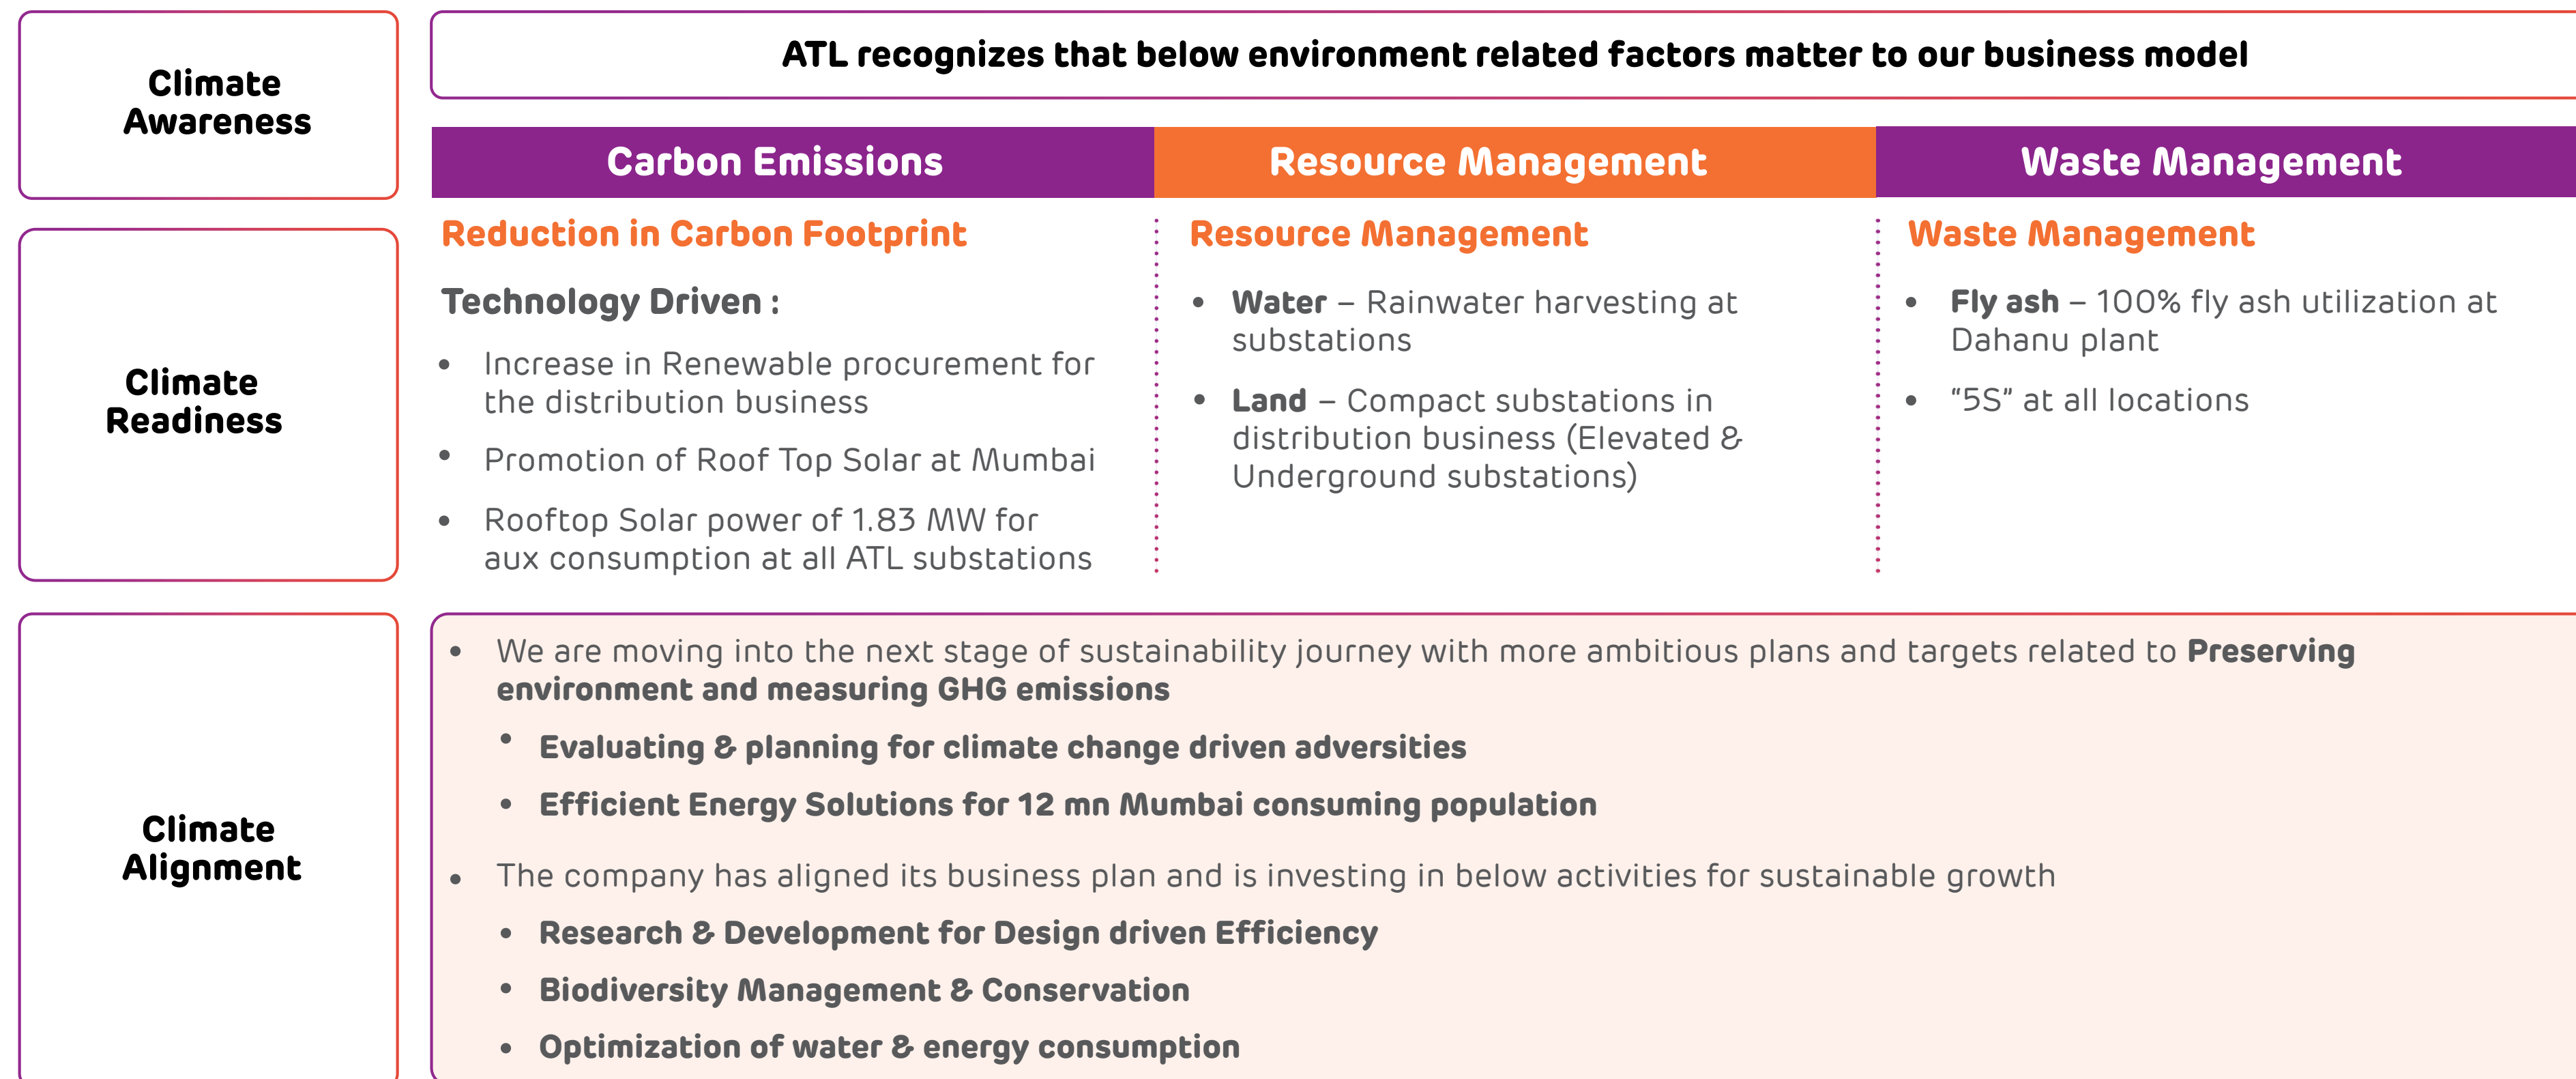 Climate
Awareness
ATL recognizes that below environment related factors matter to our business model
Carbon Emissions
Resource Management
Waste Management
Climate
Readiness
Reduction in Carbon Footprint
Technology Driven :
• Increase in Renewable procurement for
the distribution business
• Promotion of Roof Top Solar at Mumbai
• Rooftop Solar power of 1.83 MW for
aux consumption at all ATL substations
Resource Management
• Water – Rainwater harvesting at
substations
• Land – Compact substations in
distribution business (Elevated &
Underground substations)
Waste Management
• Fly ash – 100% fly ash utilization at
Dahanu plant
• “5S” at all locations
Climate
Alignment
• We are moving into the next stage of sustainability journey with more ambitious plans and targets related to Preserving
environment and measuring GHG emissions
• Evaluating & planning for climate change driven adversities
• Efficient Energy Solutions for 12 mn Mumbai consuming population
• The company has aligned its business plan and is investing in below activities for sustainable growth
• Research & Development for Design driven Efficiency
• Biodiversity Management & Conservation
• Optimization of water & energy consumption